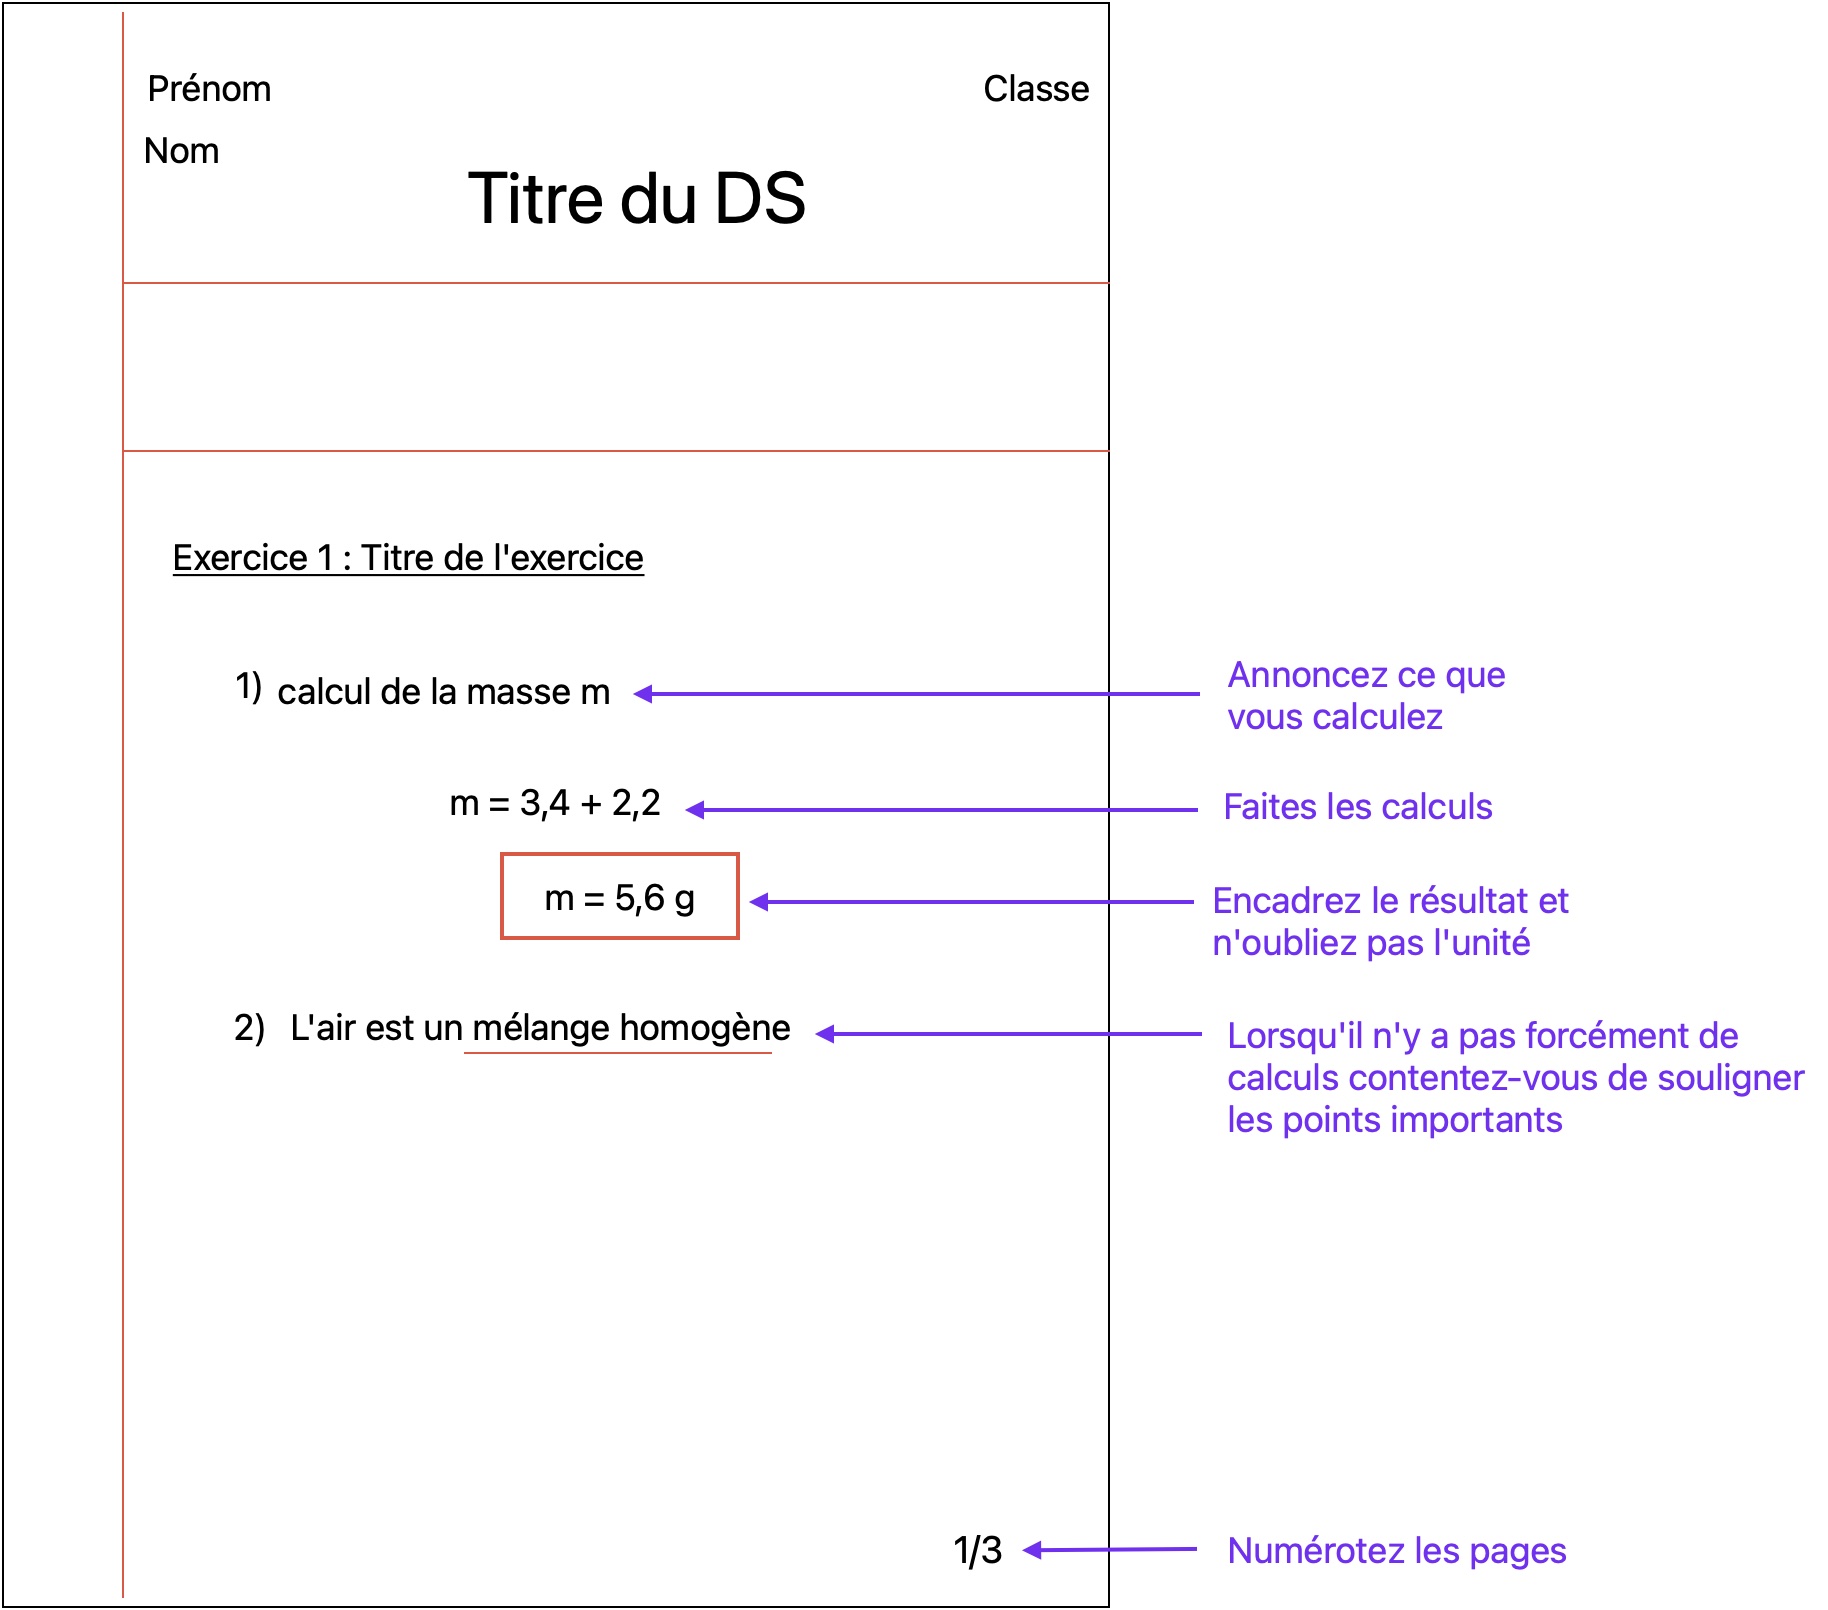 Prénom
Classe
Nom
Titre du DS
Exercice 1 : Titre de l'exercice
1) calcul de la masse m
Annoncez ce que
vous calculez
m = 3,4 + 2,2
Faites les calculs
m = 5,6 g
Encadrez le résultat et
n'oubliez pas l'unité
2) L'air est un mélange homogène
Lorsqu'il n'y a pas forcément de
calculs contentez-vous de souligner
les points importants
1/3
Numérotez les pages